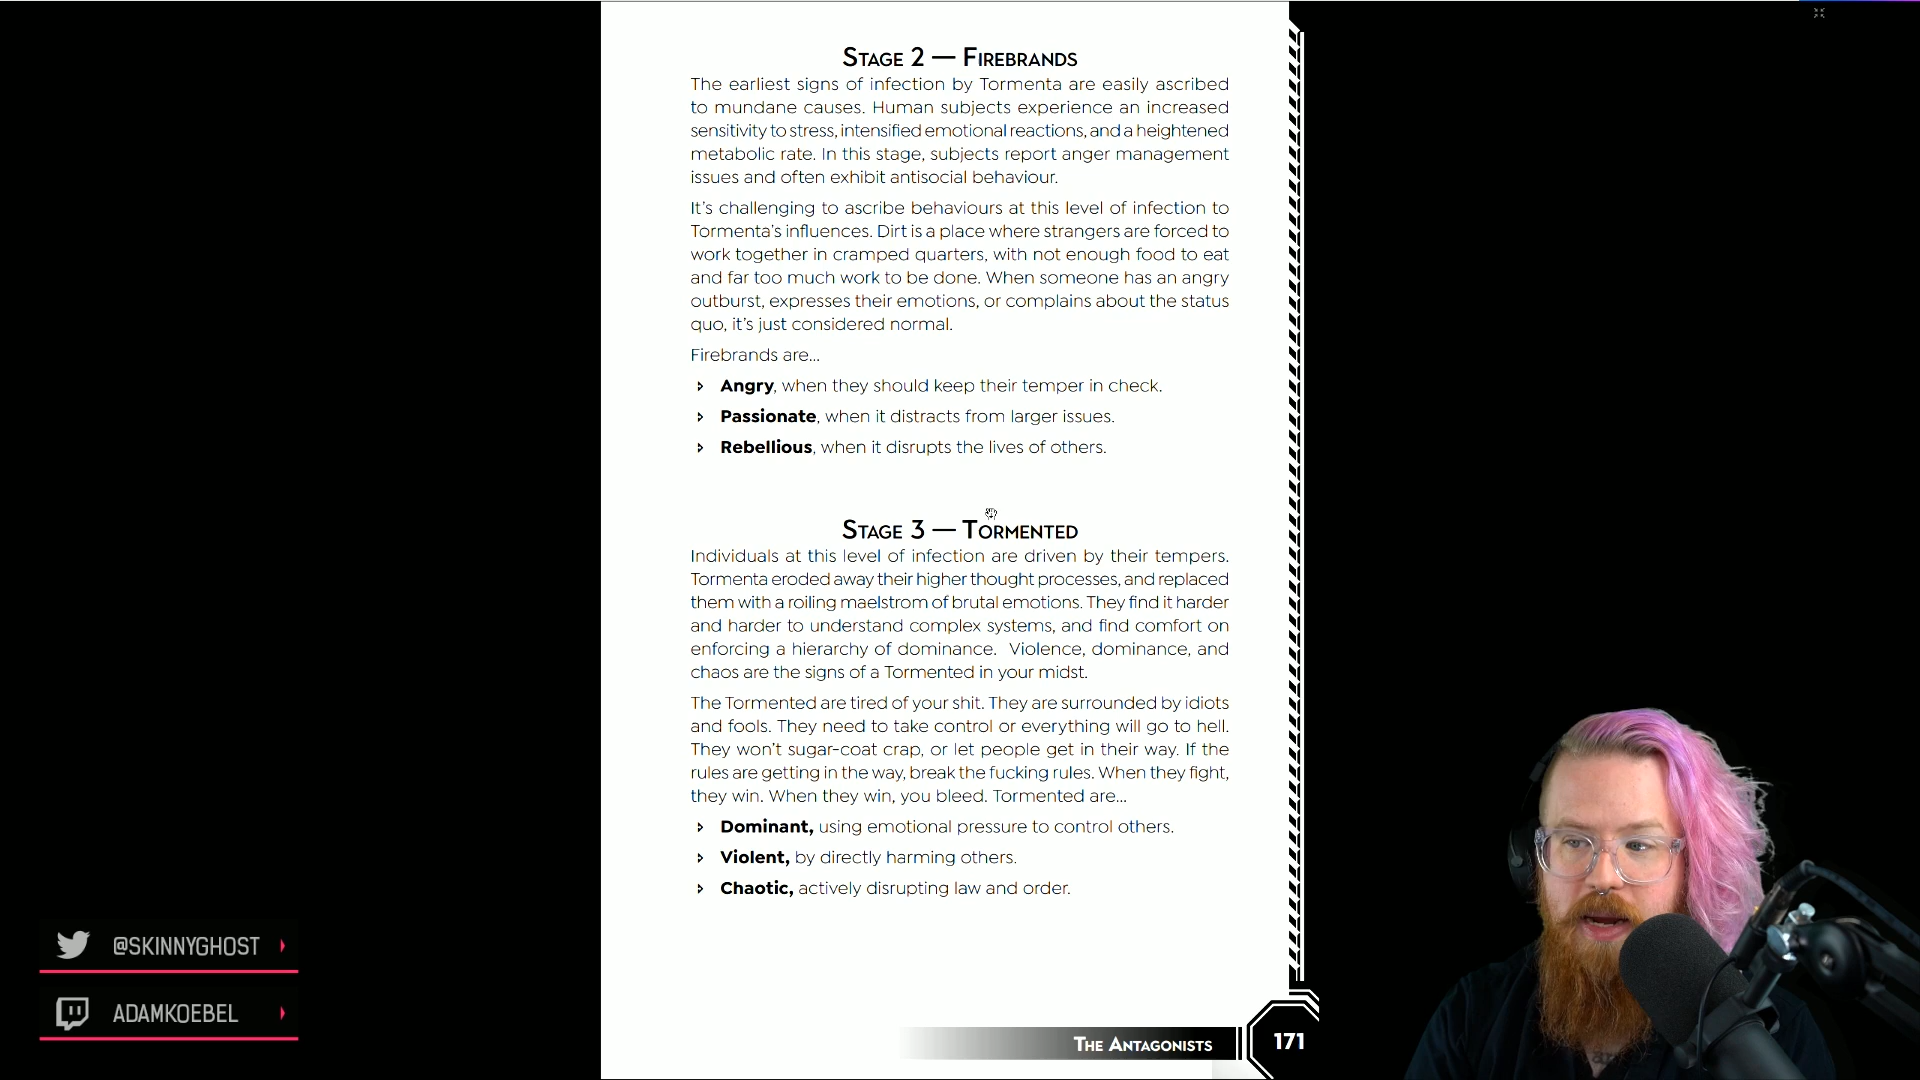 Stage 2 — Firebrands
The earliest signs of infection by Tormenta are easily ascribed
to mundane causes. Human subjects experience an increased
sensitivity to stress, intensified emotional reactions, and a heightened
metabolic rate. In this stage, subjects report anger management
issues and often exhibit antisocial behaviour.
It's challenging to ascribe behaviours at this level of infection to
Tormenta's influences. Dirt is a place where strangers are forced to
work together in cramped quarters, with not enough food to eat
and far too much work to be done. When someone has an angry
outburst, expresses their emotions, or complains about the status
quo, it's just considered normal.
Firebrands are...
Angry, when they should keep their temper in check.
Passionate, when it distracts from larger issues.
Rebellious, when it disrupts the lives of others.
Stage 3 — Tormented
Individuals at this level of infection are driven by their tempers.
Tormenta eroded away their higher thought processes, and replaced
them with a roiling maelstrom of brutal emotions. They find it harder
and harder to understand complex systems, and find comfort on
enforcing a hierarchy of dominance.  Violence, dominance, and
chaos are the signs of a Tormented in your midst.
The Tormented are tired of your shit. They are surrounded by idiots
and fools. They need to take control or everything will go to hell.
They won't sugar-coat crap, or let people get in their way. If the
rules are getting in the way, break the fucking rules. When they fight,
they win. When they win, you bleed. Tormented are...
Dominant, using emotional pressure to control others.
Violent, by directly harming others.
Chaotic, actively disrupting law and order.
@SKINNYGHOST
ADAMKOEBEL
The Antagonists
171